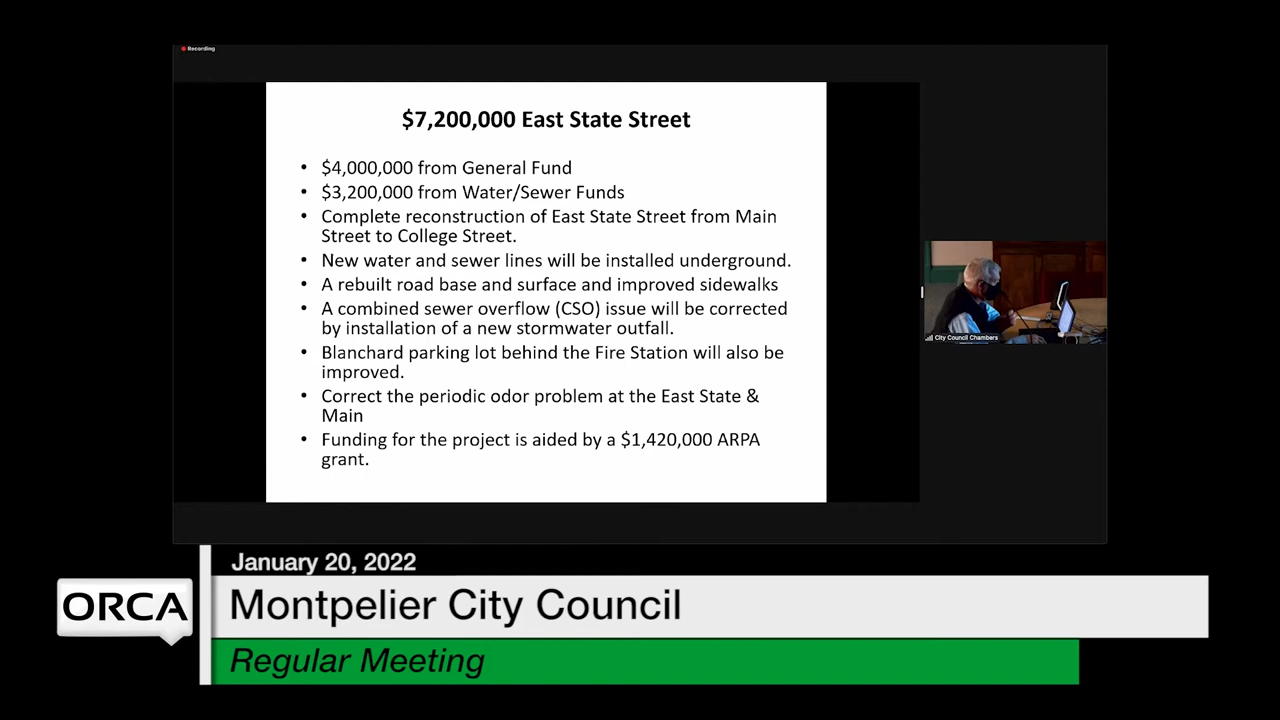 Recording
$7,200,000 East State Street
• $4,000,000 from General Fund
• $3,200,000 from Water/Sewer Funds
• Complete reconstruction of East State Street from Main
Street to College Street.
• New water and sewer lines will be installed underground.
• A rebuilt road base and surface and improved sidewalks
• A combined sewer overflow (CSO) issue will be corrected
by installation of a new stormwater outfall.
• Blanchard parking lot behind the Fire Station will also be
improved.
• Correct the periodic odor problem at the East State &
Main
• Funding for the project is aided by a $1,420,000 ARPA
grant.
City Council Chambers
January 20, 2022
ORCA
Montpelier City Council
Regular Meeting